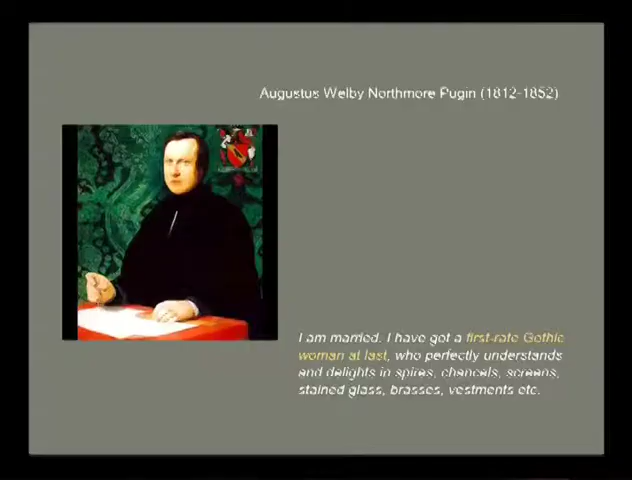 Augustus Welby Northmore Pugin (1812-1852)
I am married. I have got a first-rate Gothic
woman at last, who perfectly understands
and delights in spires, chancels, screens,
stained glass, brasses, vestments etc.